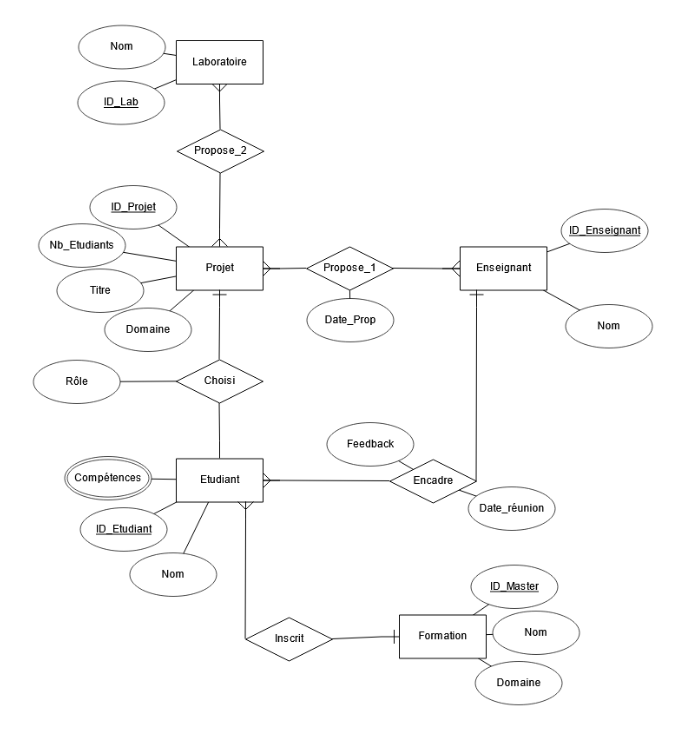 Nom
Laboratoire
ID_Lab
Propose_2
ID_Projet
ID_Enseignant
Nb_Etudiants
Projet
Propose_1
Enseignant
Titre
Date_Prop
Domaine
Nom
Rôle
Choisi
Feedback
Compétences
Etudiant
Encadre
Date_réunion
ID_Etudiant
Nom
ID_Master
Inscrit
Formation
Nom
Domaine